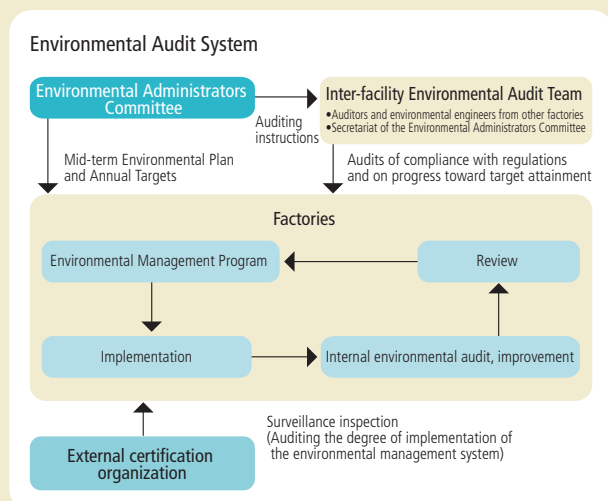 Environmental Audit System
Environmental Administrators
Committee
Auditing
instructions
Inter-facility Environmental Audit Team
•Auditors and environmental engineers from other factories
•Secretariat of the Environmental Administrators Committee
Mid-term Environmental Plan
and Annual Targets
Audits of compliance with regulations
and on progress toward target attainment
Factories
Environmental Management Program
Review
Implementation
Internal environmental audit, improvement
External certification
organization
Surveillance inspection
(Auditing the degree of implementation of
the environmental management system)